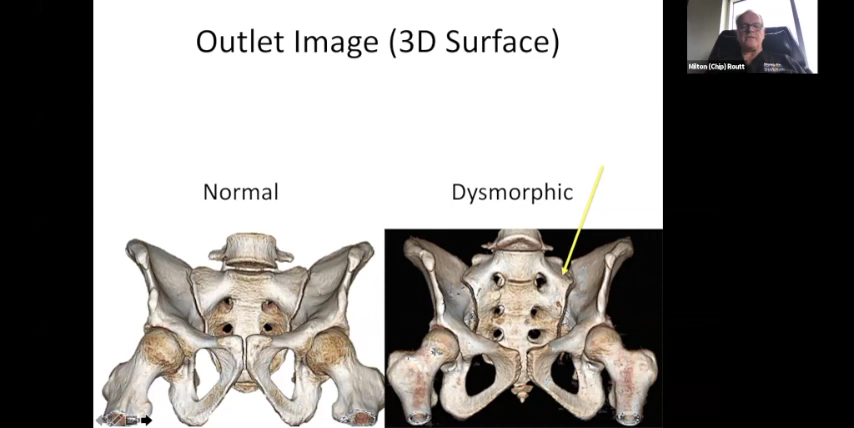 Outlet Image (3D Surface)
Milton (Chip) Routt
Normal
Dysmorphic